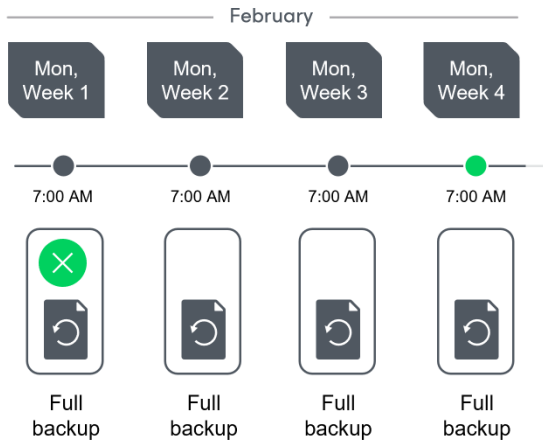 February
Mon,
Week 1
Mon,
Week 2
Mon,
Week 3
Mon,
Week 4
7:00 AM
7:00 AM
7:00 AM
7:00 AM
Full
backup
Full
backup
Full
backup
Full
backup